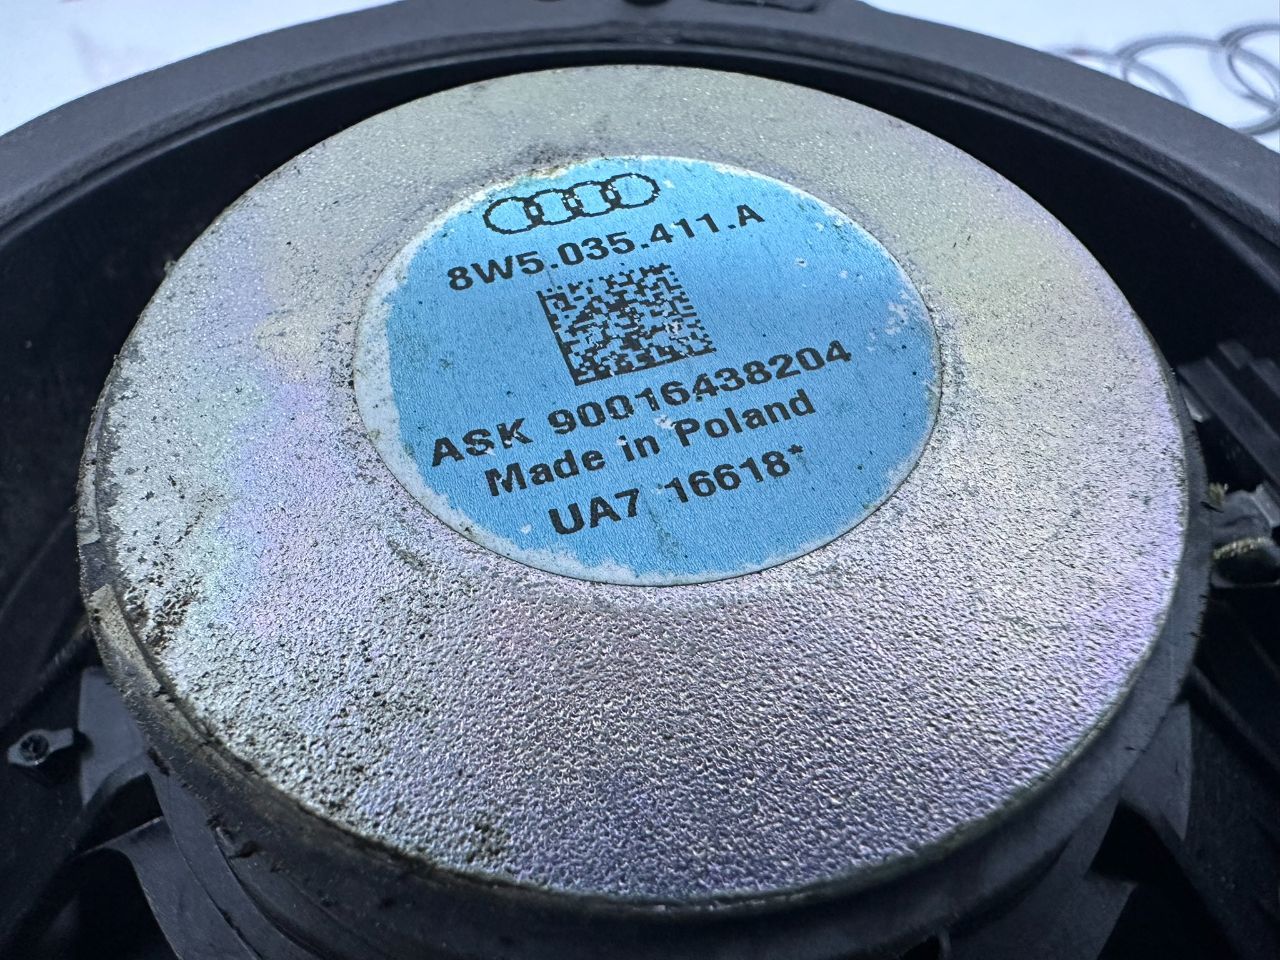 8W5.035.411.A
ASK 90016438204
Made in Poland
UA7 16618*